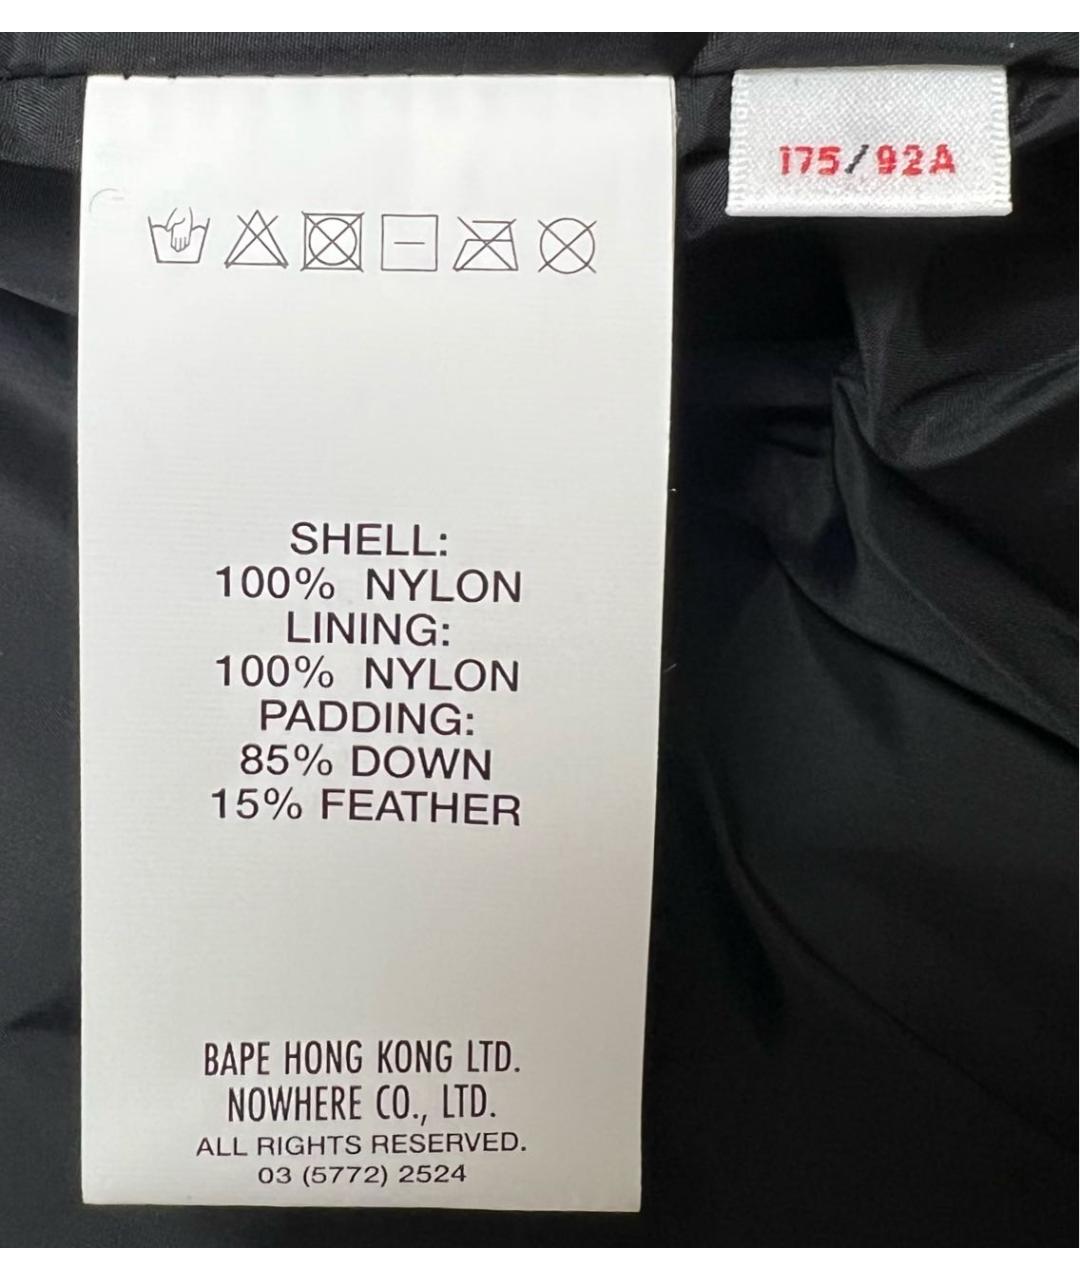 175/92A
SHELL:
100% NYLON
LINING:
100% NYLON
PADDING:
85% DOWN
15% FEATHER
BAPE HONG KONG LTD.
NOWHERE CO., LTD.
ALL RIGHTS RESERVED.
03 (5772) 2524